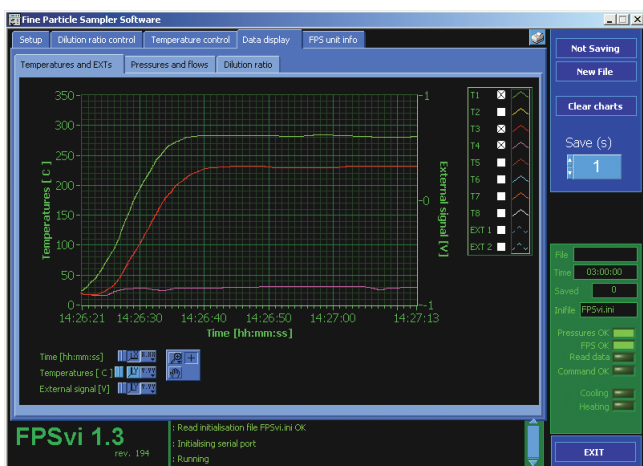 Fine Particle Sampler Software
Setup Dilution ratio control Temperature control Data display FPS unit info
Temperatures and EXTs Pressures and flows Dilution ratio
Not Saving
New File
Clear charts
Save (s)
1
Temperatures [ C ]
350
300
250
200
150
100
50
0
1
0
-1
External signal [V]
14:26:21 14:26:30 14:26:40 14:26:50 14:27:00 14:27:13
Time [hh:mm:ss]
T1
T2
T3
T4
T5
T6
T7
T8
EXT 1
EXT 2
Time [hh:mm:ss]
Temperatures [ C ]
External signal [V]
File
Time 03:00:00
Saved 0
Inifile FPSvi.ini
Pressures OK
FPS OK
Read data
Command OK
Cooling
Heating
FPSvi 1.3
rev. 194
: Read initialisation file FPSvi.ini OK
: Initialising serial port
: Running
EXIT